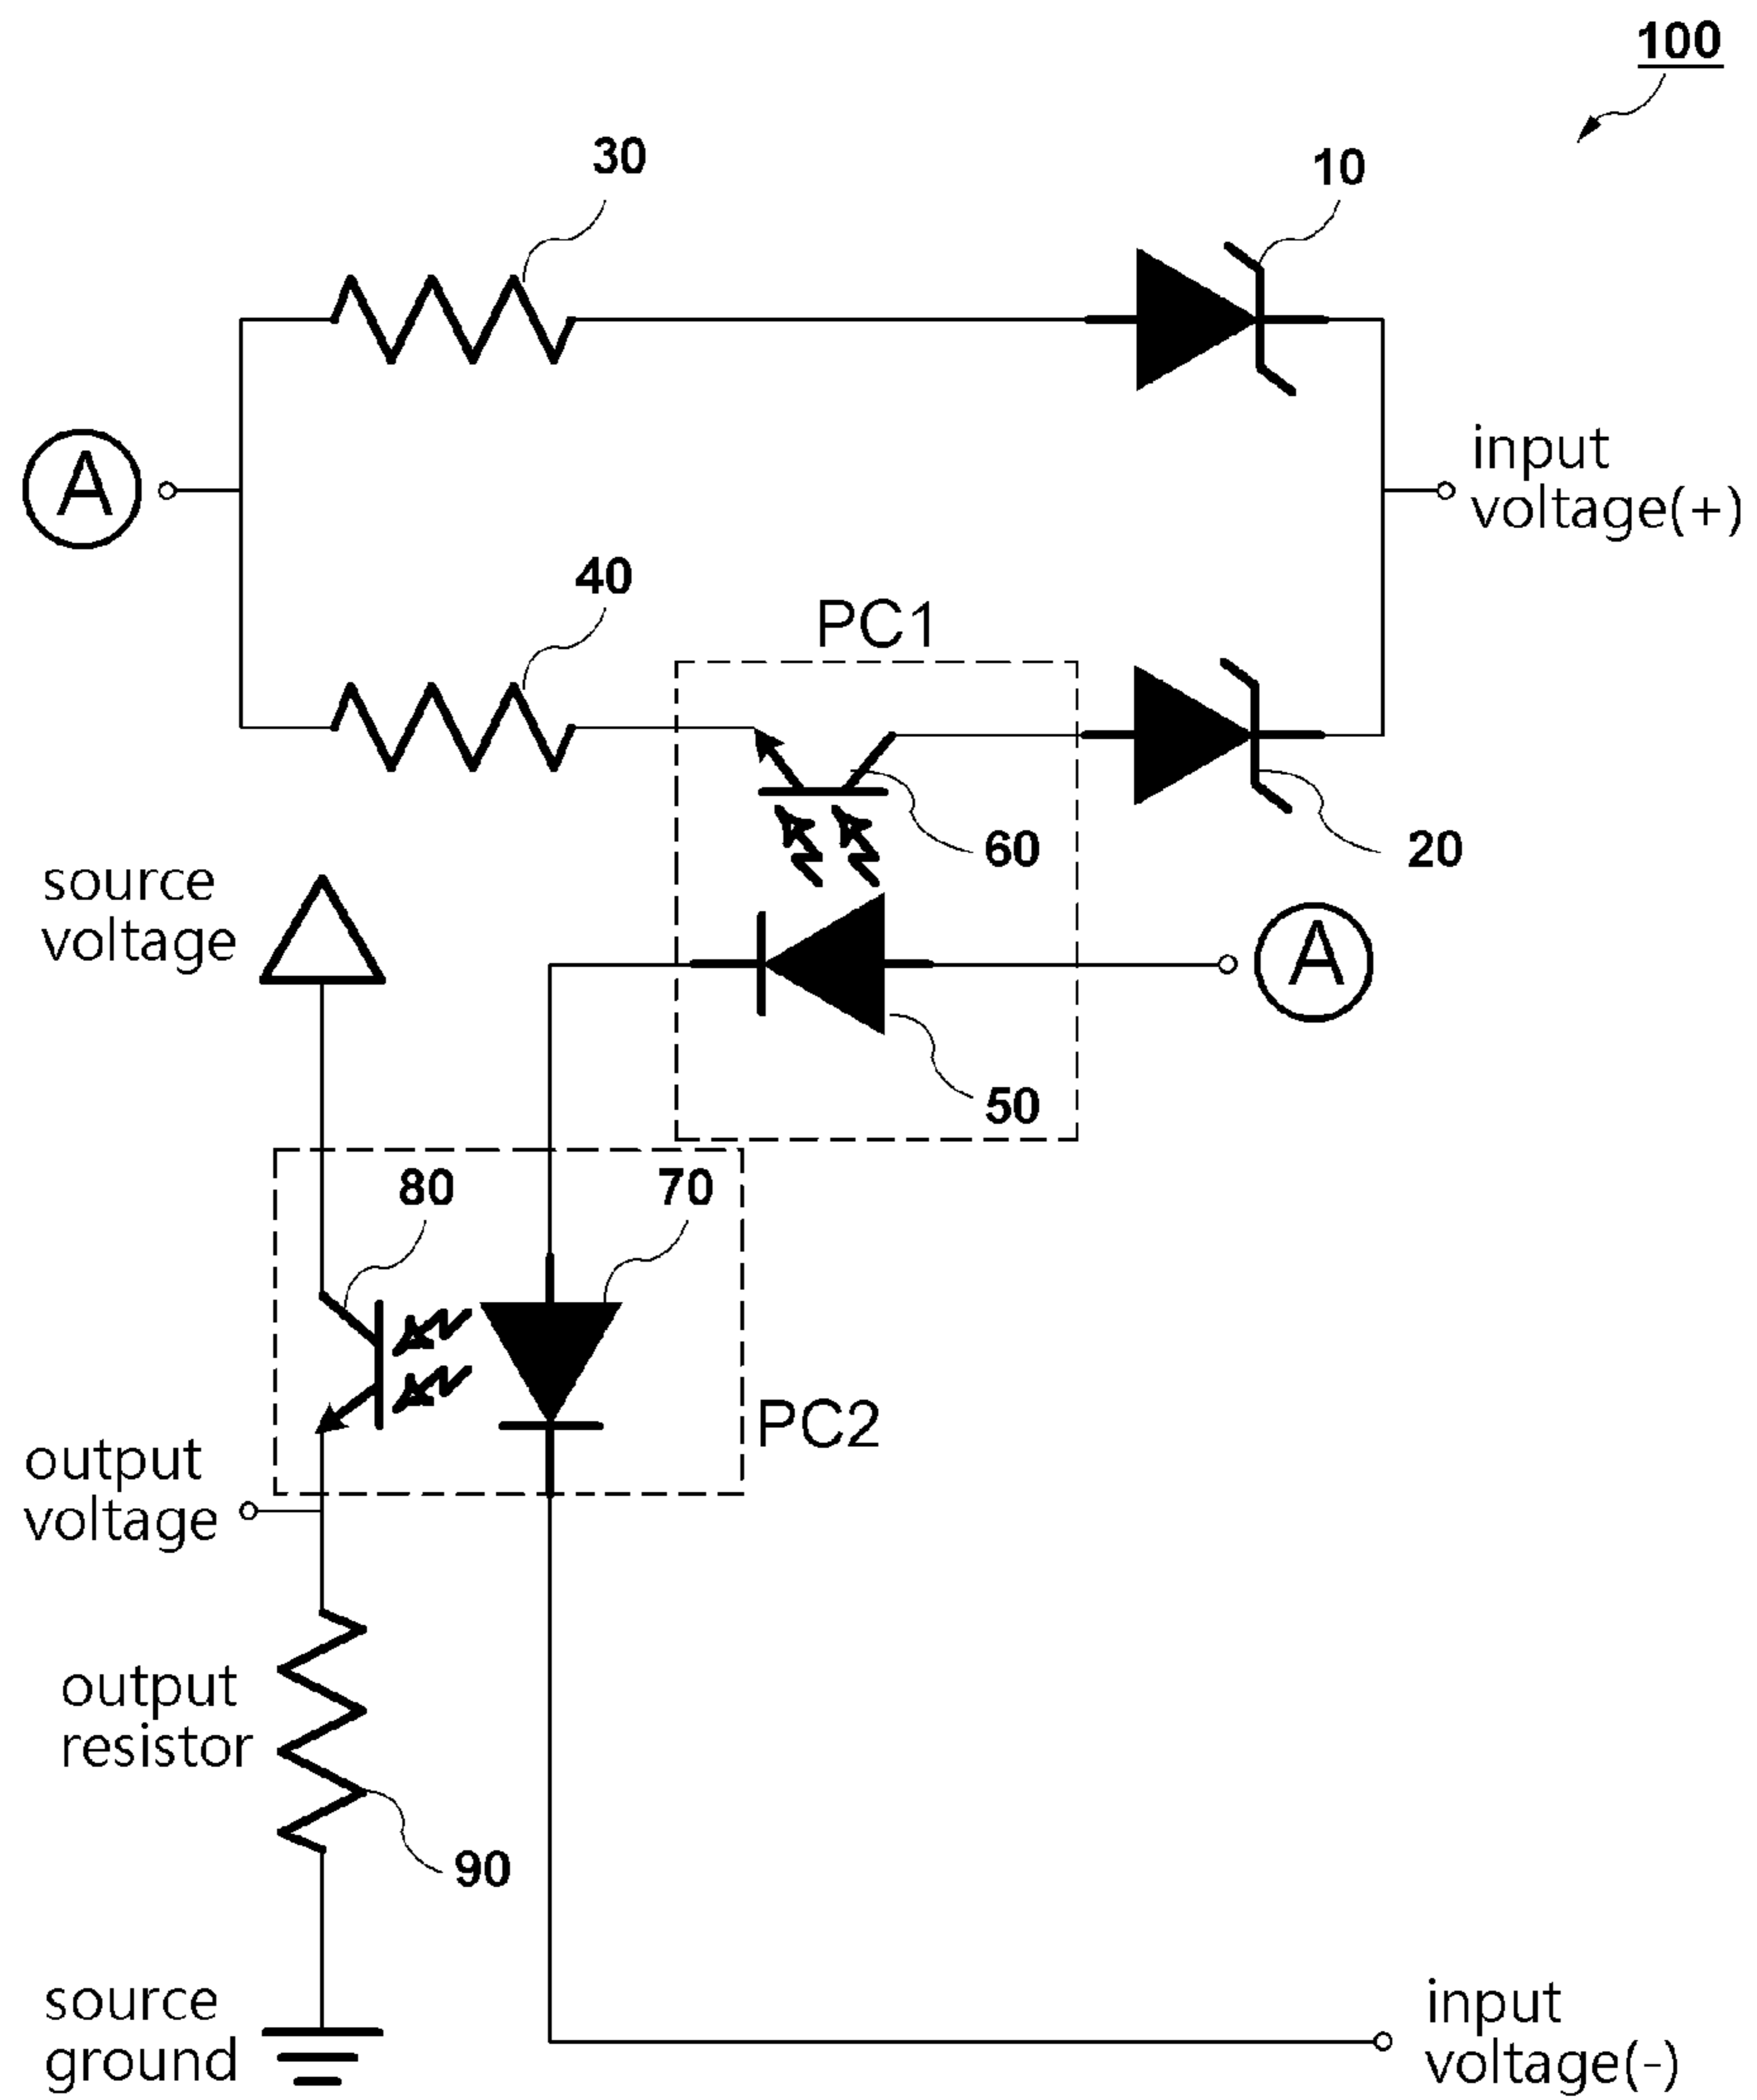 100
30
10
A
input
voltage(+)
40
PC1
60
20
source
voltage
A
50
80
70
PC2
output
voltage
output
resistor
90
source
ground
input
voltage(-)